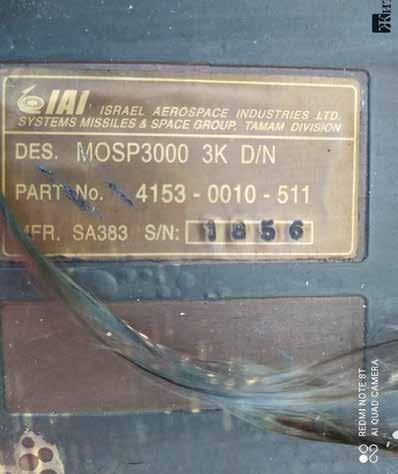 Жит
IAI ISRAEL AEROSPACE INDUSTRIES LTD.
SYSTEMS MISSILES & SPACE GROUP, TAMAM DIVISION
DES. MOSP3000 3K D/N
PART No. 4153-0010-511
MFR. SA383 S/N: 1856
REDMI NOTE 8T
AI QUAD CAMERA